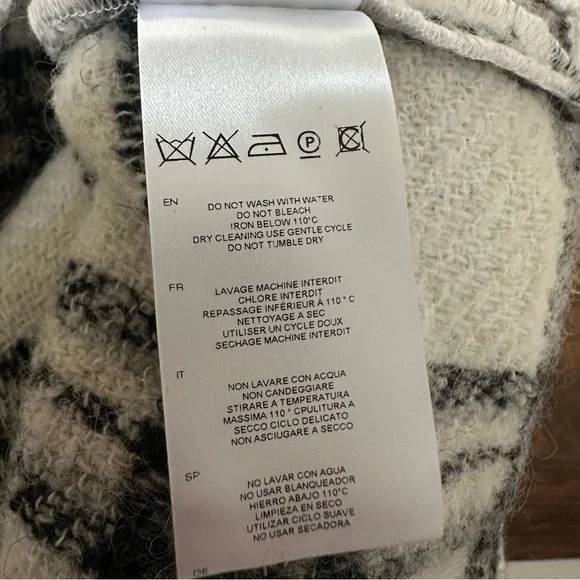 P
EN
DO NOT WASH WITH WATER
DO NOT BLEACH
IRON BELOW 110°C
DRY CLEANING USE GENTLE CYCLE
DO NOT TUMBLE DRY
FR
LAVAGE MACHINE INTERDIT
CHLORE INTERDIT
REPASSAGE INFÉRIEUR À 110 ° C
NETTOYAGE A SEC
UTILISER UN CYCLE DOUX
SECHAGE MACHINE INTERDIT
IT
NON LAVARE CON ACQUA
NON CANDEGGIARE
STIRARE A TEMPERATURA
MASSIMA 110 ° CPULITURA A
SECCO CICLO DELICATO
NON ASCIUGARE A SECCO
SP
NO LAVAR CON AGUA
NO USAR BLANQUEADOR
HIERRO ABAJO 110°C
LIMPIEZA EN SECO
UTILIZAR CICLO SUAVE
NO USAR SECADORA
DE